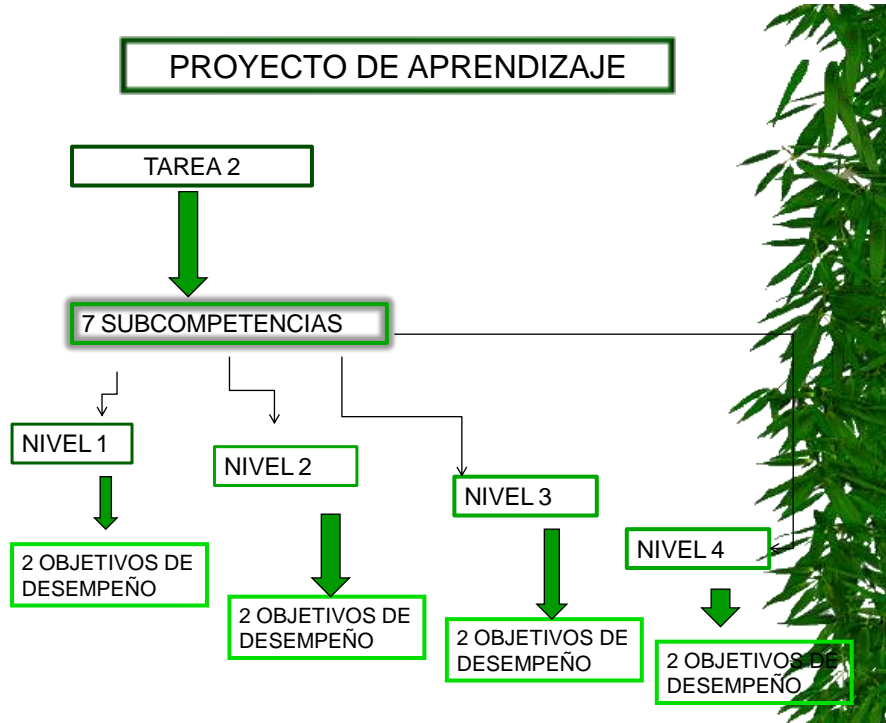 PROYECTO DE APRENDIZAJE
TAREA 2
7 SUBCOMPETENCIAS
NIVEL 1
NIVEL 2
NIVEL 3
NIVEL 4
2 OBJETIVOS DE
DESEMPEÑO
2 OBJETIVOS DE
DESEMPEÑO
2 OBJETIVOS DE
DESEMPEÑO
2 OBJETIVOS DE
DESEMPEÑO